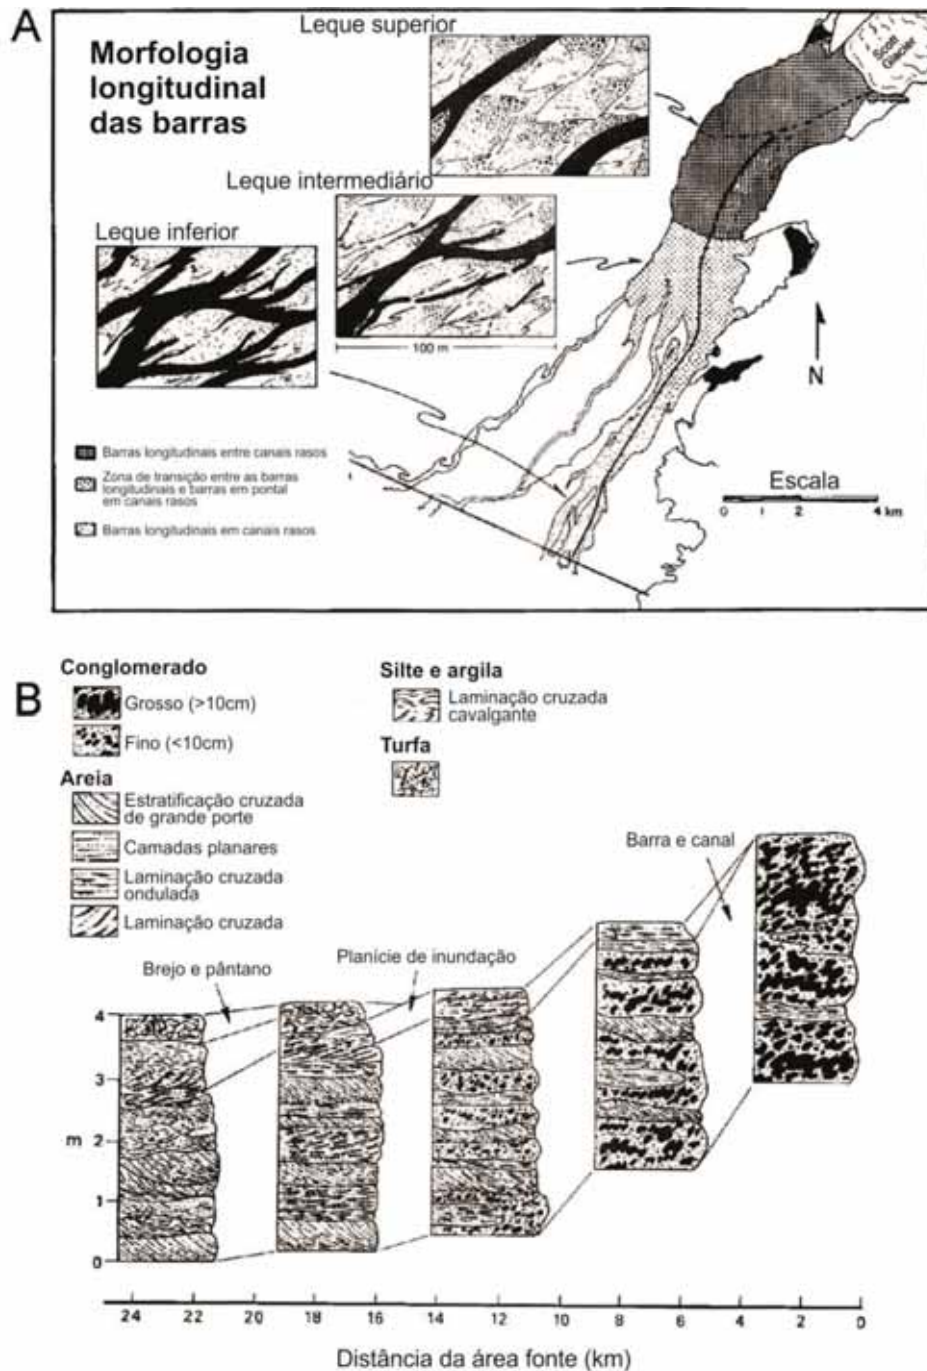 A
Morfologia
longitudinal
das barras
Leque superior
Leque intermediário
Leque inferior
100 m
Scott
Glacier
N
Escala
0 1 2 4 km
Barras longitudinais entre canais rasos
Zona de transição entre as barras
longitudinais e barras em pontal
em canais rasos
Barras longitudinais em canais rasos
B
Conglomerado
Grosso (>10cm)
Fino (<10cm)
Areia
Estratificação cruzada
de grande porte
Camadas planares
Laminação cruzada
ondulada
Laminação cruzada
Silte e argila
Laminação cruzada
cavalgante
Turfa
Barra e canal
Planície de inundação
Brejo e pântano
4
3
m 2
1
0
24 22 20 18 16 14 12 10 8 6 4 2 0
Distância da área fonte (km)